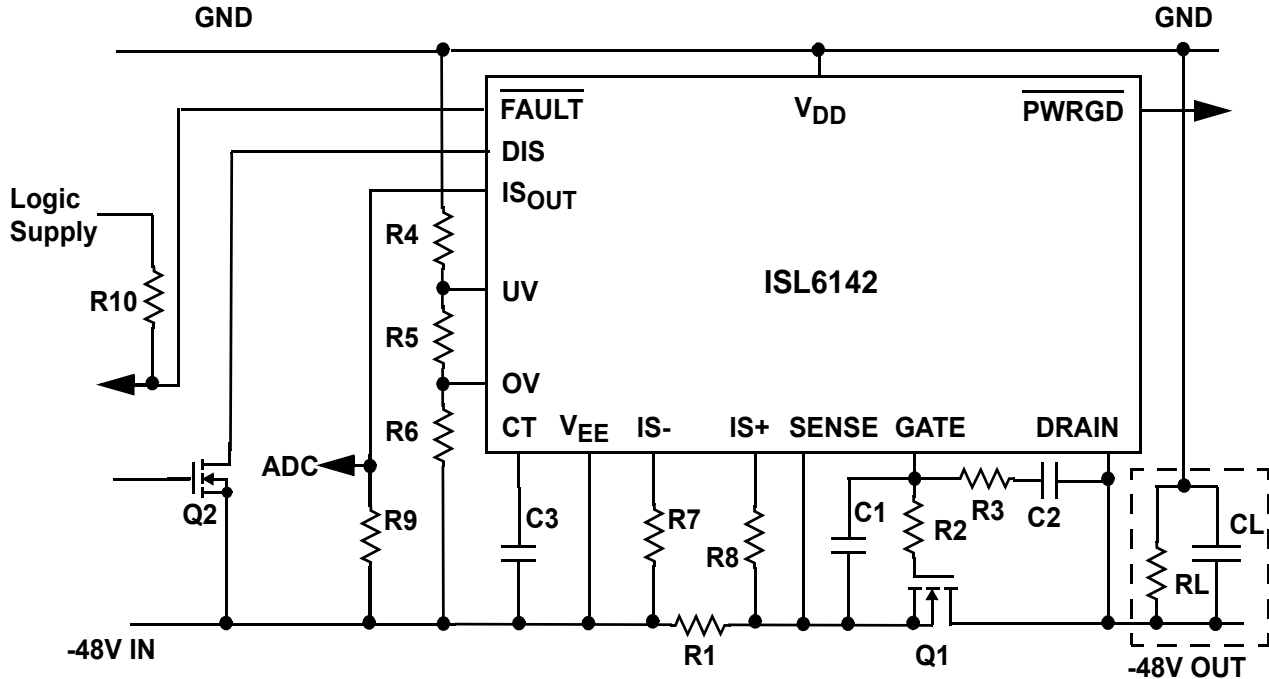 GND
GND
FAULT
VDD
PWRGD
DIS
ISOUT
Logic
Supply
R4
R10
UV
ISL6142
R5
OV
R6
CT
VEE
IS-
IS+
SENSE
GATE
DRAIN
ADC
Q2
R9
C3
R7
R8
C1
R2
R3
C2
CL
RL
-48V IN
R1
Q1
-48V OUT